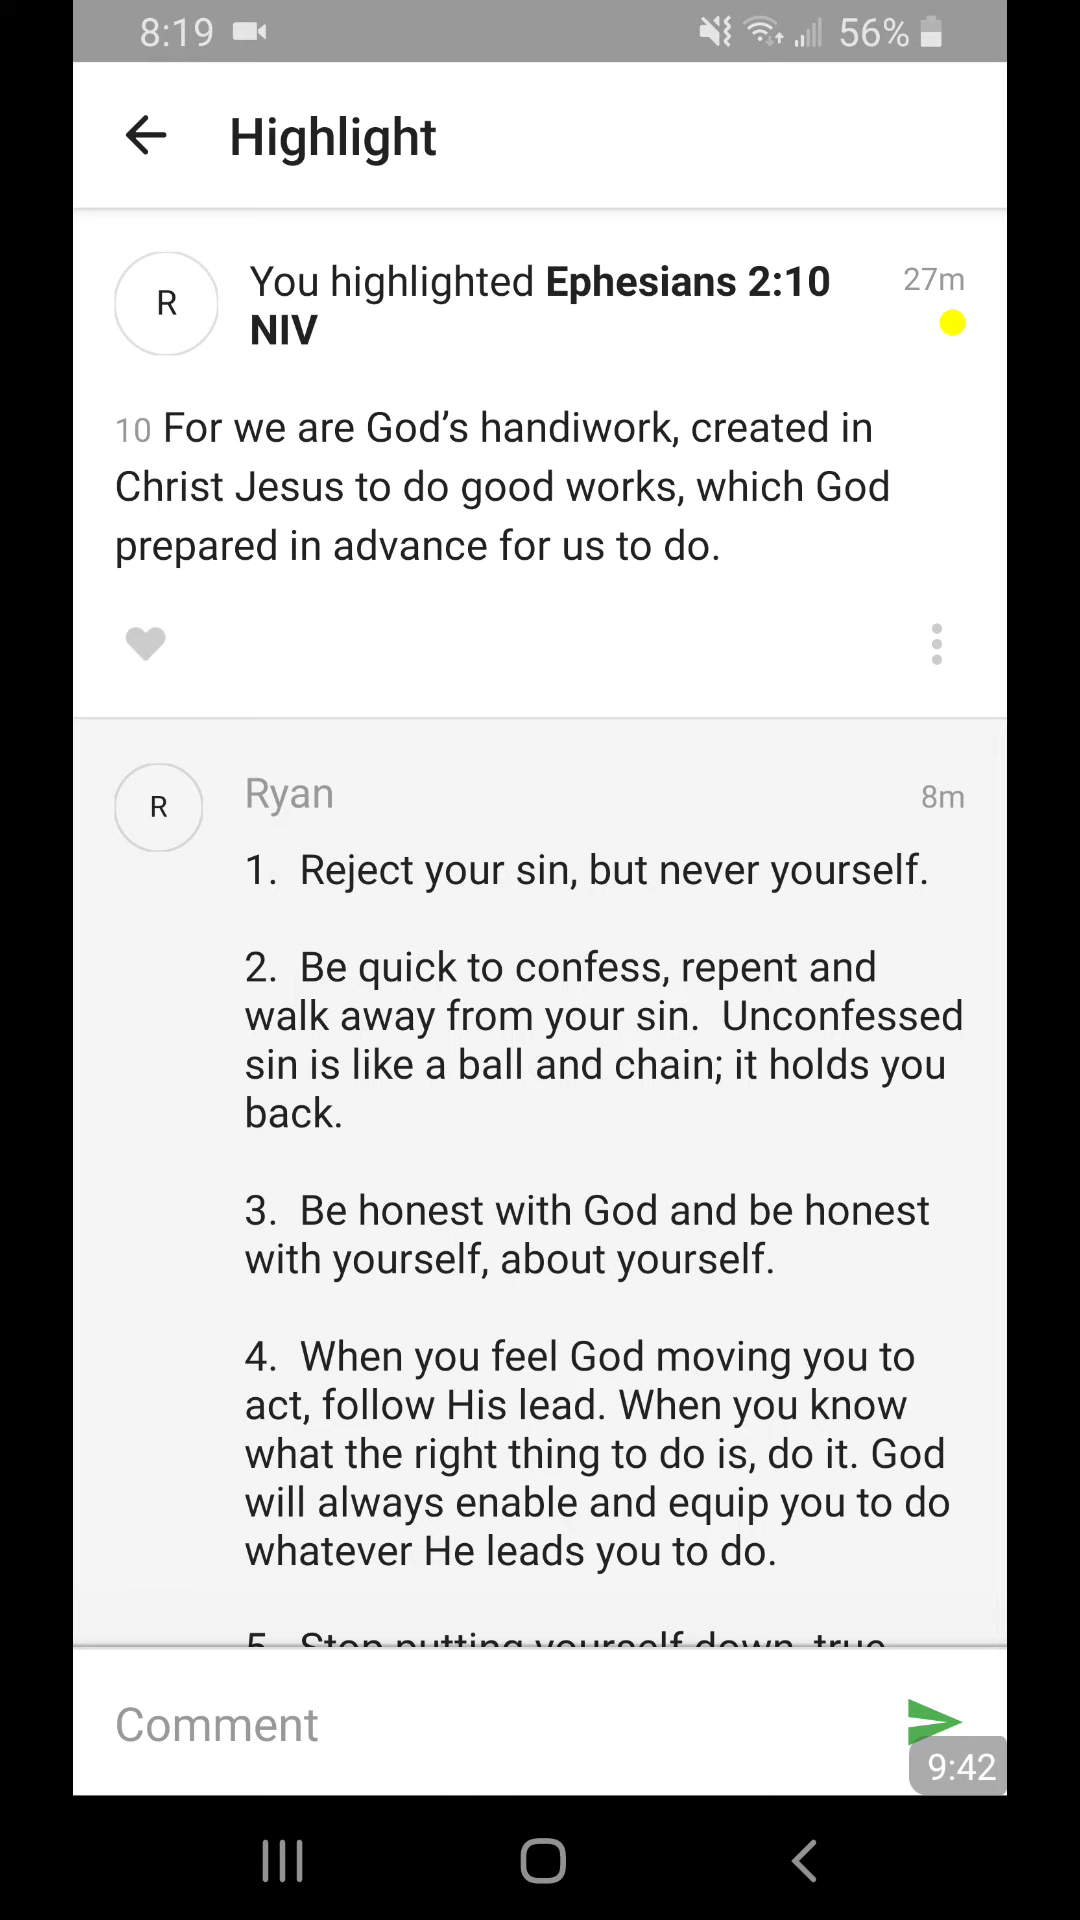 8:19
56%
Highlight
R
You highlighted Ephesians 2:10
27m
NIV
10 For we are God’s handiwork, created in
Christ Jesus to do good works, which God
prepared in advance for us to do.
R
Ryan
8m
1.  Reject your sin, but never yourself.
2.  Be quick to confess, repent and
walk away from your sin.  Unconfessed
sin is like a ball and chain; it holds you
back.
3.  Be honest with God and be honest
with yourself, about yourself.
4.  When you feel God moving you to
act, follow His lead. When you know
what the right thing to do is, do it. God
will always enable and equip you to do
whatever He leads you to do.
5.  Stop putting yourself down, true
Comment
9:42